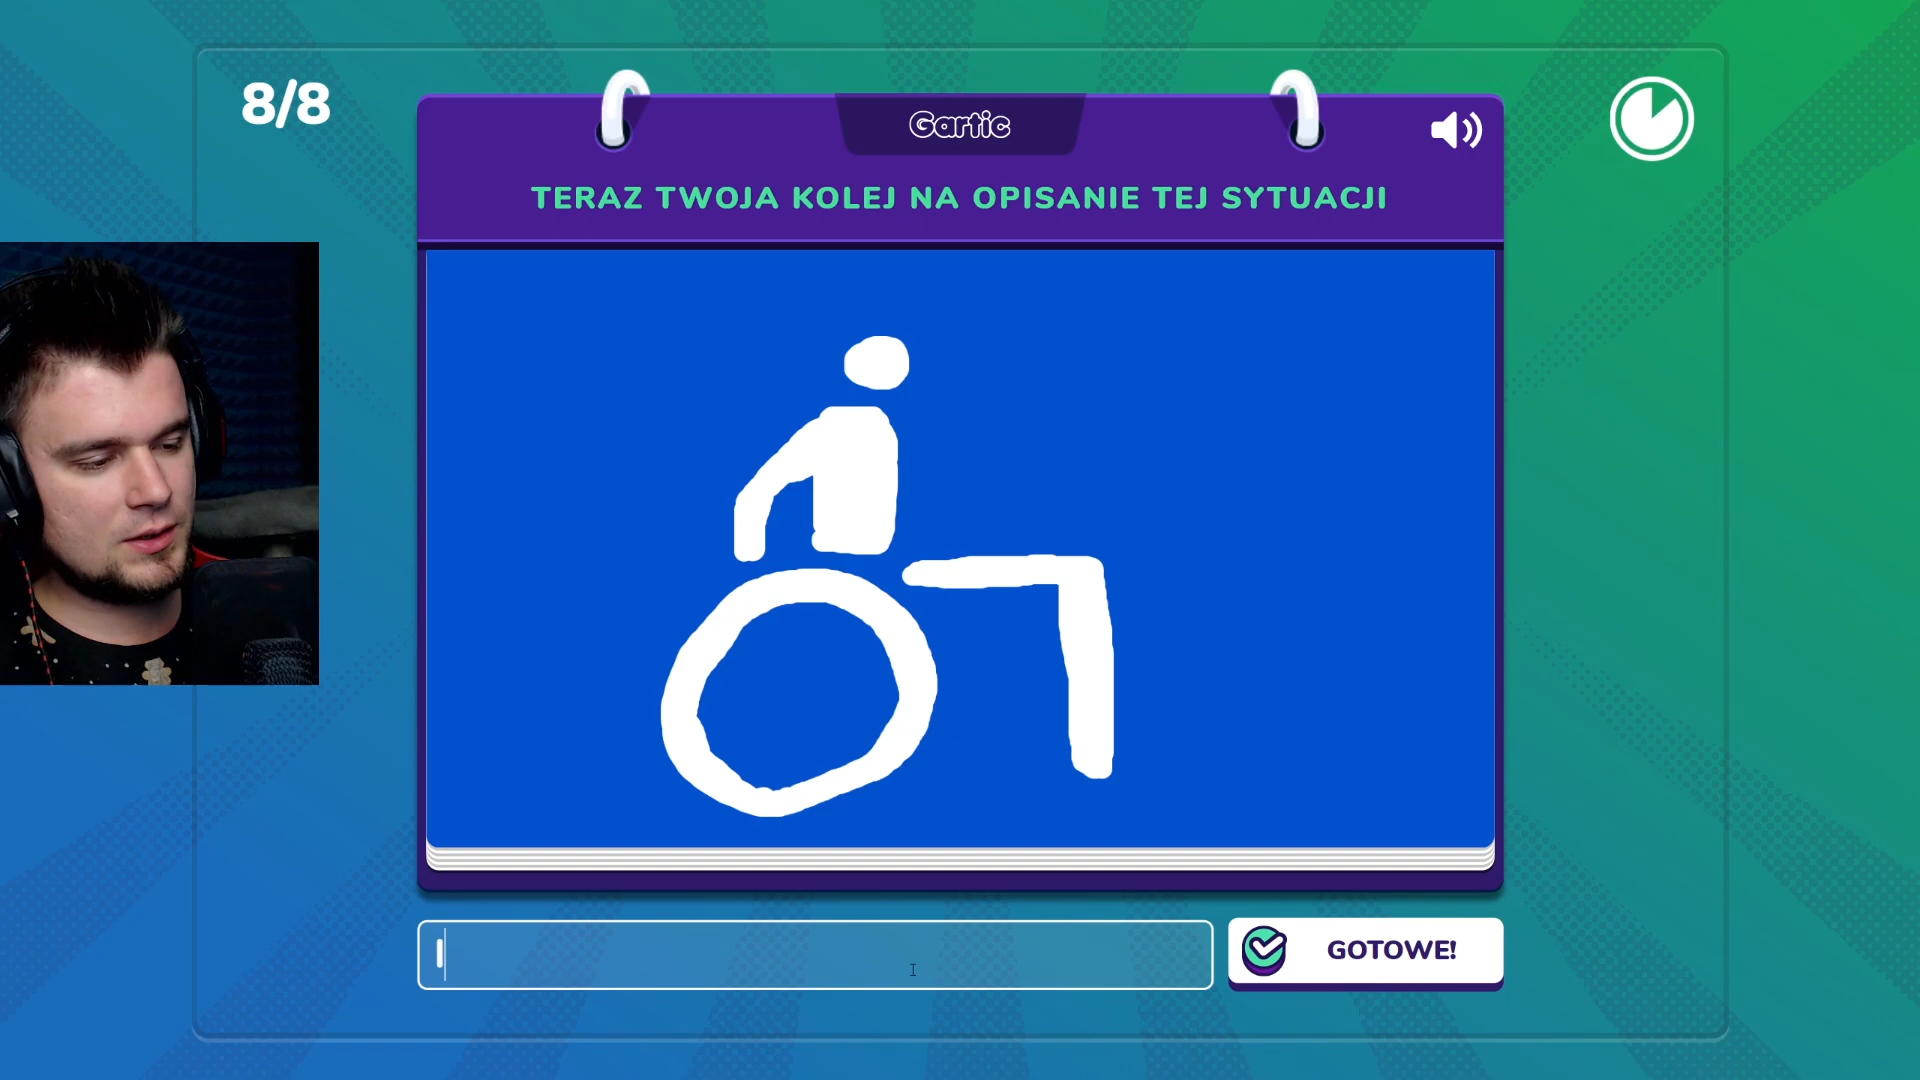 8/8
Gartic
TERAZ TWOJA KOLEJ NA OPISANIE TEJ SYTUACJI
GOTOWE!